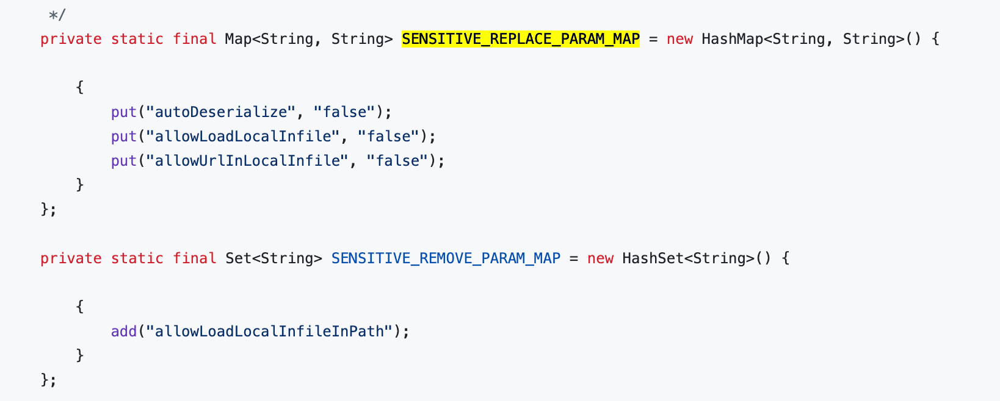 */
private static final Map<String, String> SENSITIVE_REPLACE_PARAM_MAP = new HashMap<String, String>() {
{
put("autoDeserialize", "false");
put("allowLoadLocalInfile", "false");
put("allowUrlInLocalInfile", "false");
}
};
private static final Set<String> SENSITIVE_REMOVE_PARAM_MAP = new HashSet<String>() {
{
add("allowLoadLocalInfileInPath");
}
};